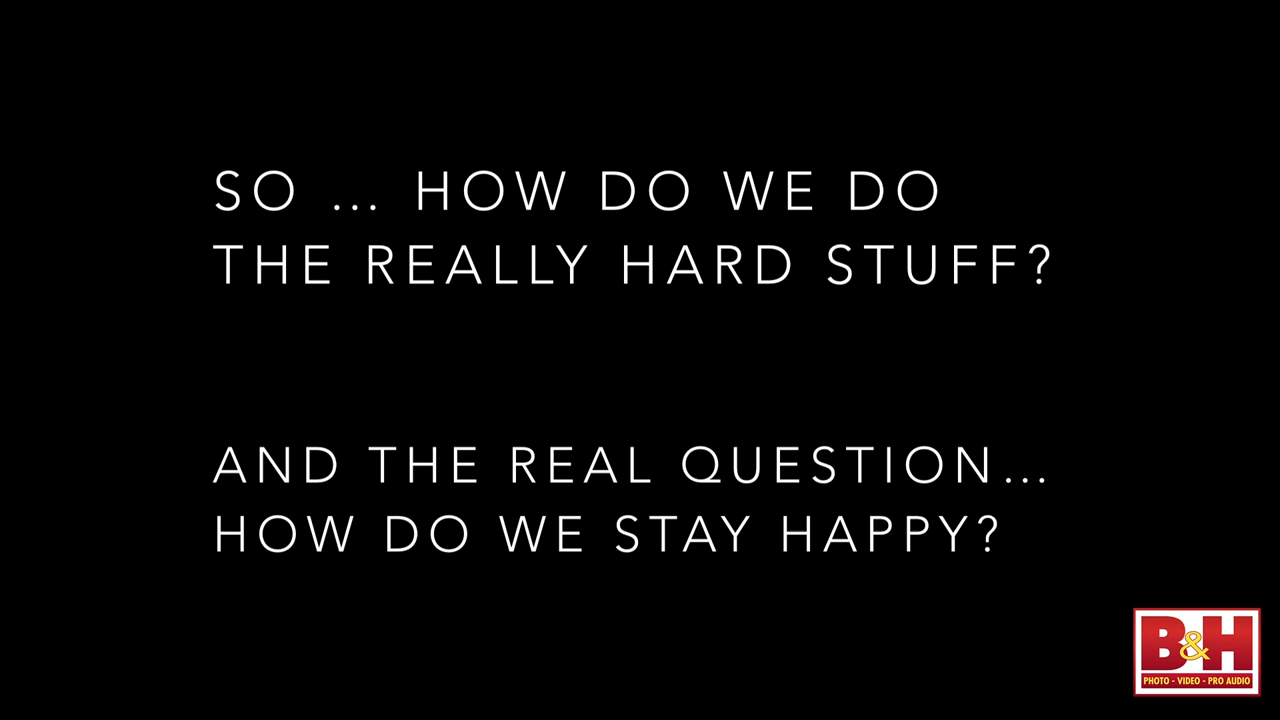 SO ... HOW DO WE DO
THE REALLY HARD STUFF?
AND THE REAL QUESTION...
HOW DO WE STAY HAPPY?
B&H
PHOTO - VIDEO - PRO AUDIO